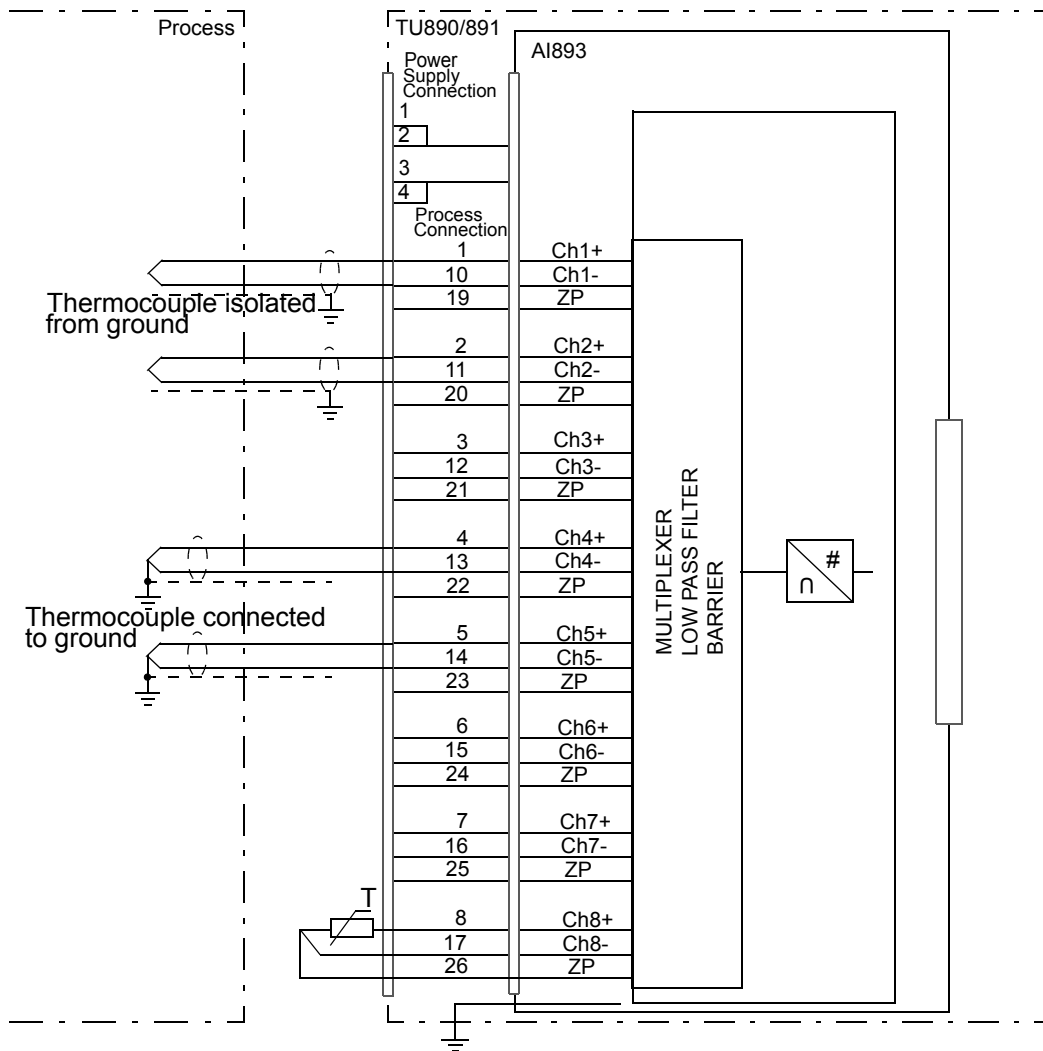 Process
TU890/891
AI893
Power
Supply
Connection
1
2
3
4
Process
Connection
1 Ch1+
10 Ch1-
19 ZP
Thermocouple isolated
from ground
2 Ch2+
11 Ch2-
20 ZP
3 Ch3+
12 Ch3-
21 ZP
4 Ch4+
13 Ch4-
22 ZP
Thermocouple connected
to ground
5 Ch5+
14 Ch5-
23 ZP
6 Ch6+
15 Ch6-
24 ZP
7 Ch7+
16 Ch7-
25 ZP
T
8 Ch8+
17 Ch8-
26 ZP
MULTIPLEXER
LOW PASS FILTER
BARRIER
#
∩